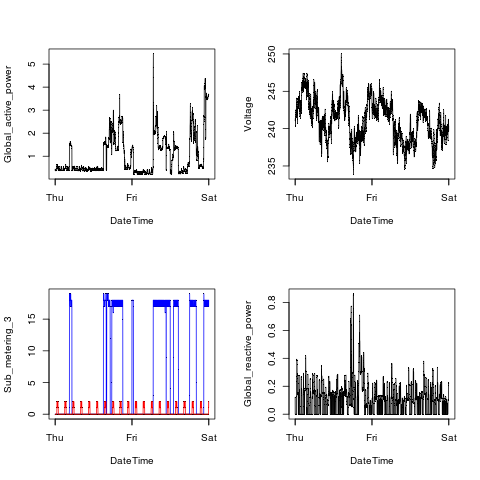 Global_active_power
1
2
3
4
5
Thu
Fri
Sat
DateTime
Voltage
235
240
245
250
Thu
Fri
Sat
DateTime
Sub_metering_3
0
5
10
15
Thu
Fri
Sat
DateTime
Global_reactive_power
0.0
0.2
0.4
0.6
0.8
Thu
Fri
Sat
DateTime